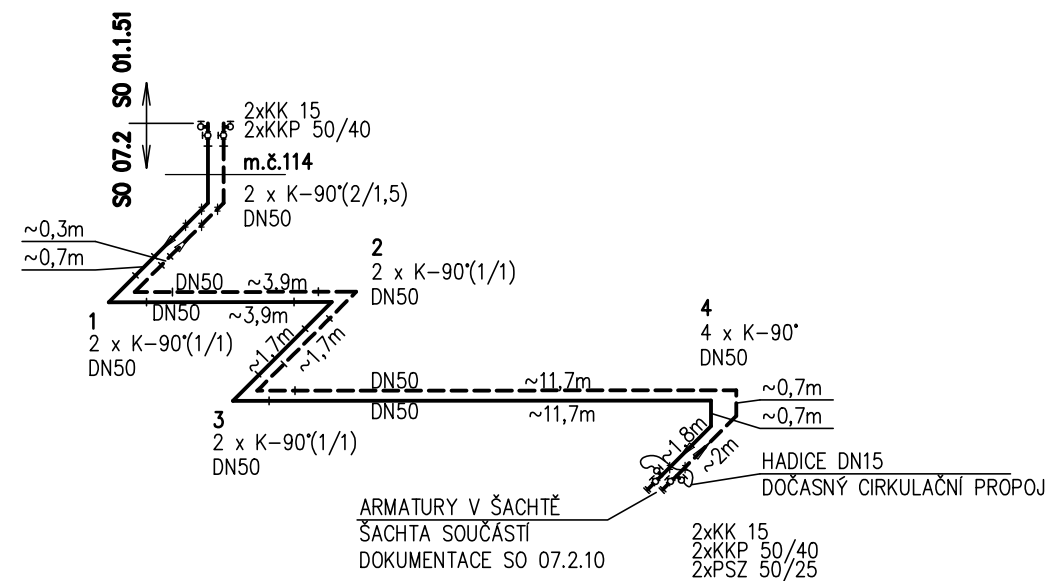 SO 01.1.51
SO 07.2
2xKK 15
2xKKP 50/40
m.č.114
2 x K-90°(2/1,5)
DN50
~0,3m
~0,7m
2
2 x K-90°(1/1)
DN50
DN50 ~3,9m
DN50 ~3,9m
1
2 x K-90°(1/1)
DN50
~1,7m
~1,7m
4
4 x K-90°
DN50
DN50 ~11,7m
DN50 ~11,7m
~0,7m
~0,7m
3
2 x K-90°(1/1)
DN50
~1,8m
~2m
HADICE DN15
DOČASNÝ CIRKULAČNÍ PROPOJ
ARMATURY V ŠACHTĚ
ŠACHTA SOUČÁSTÍ
DOKUMENTACE SO 07.2.10
2xKK 15
2xKKP 50/40
2xPSZ 50/25